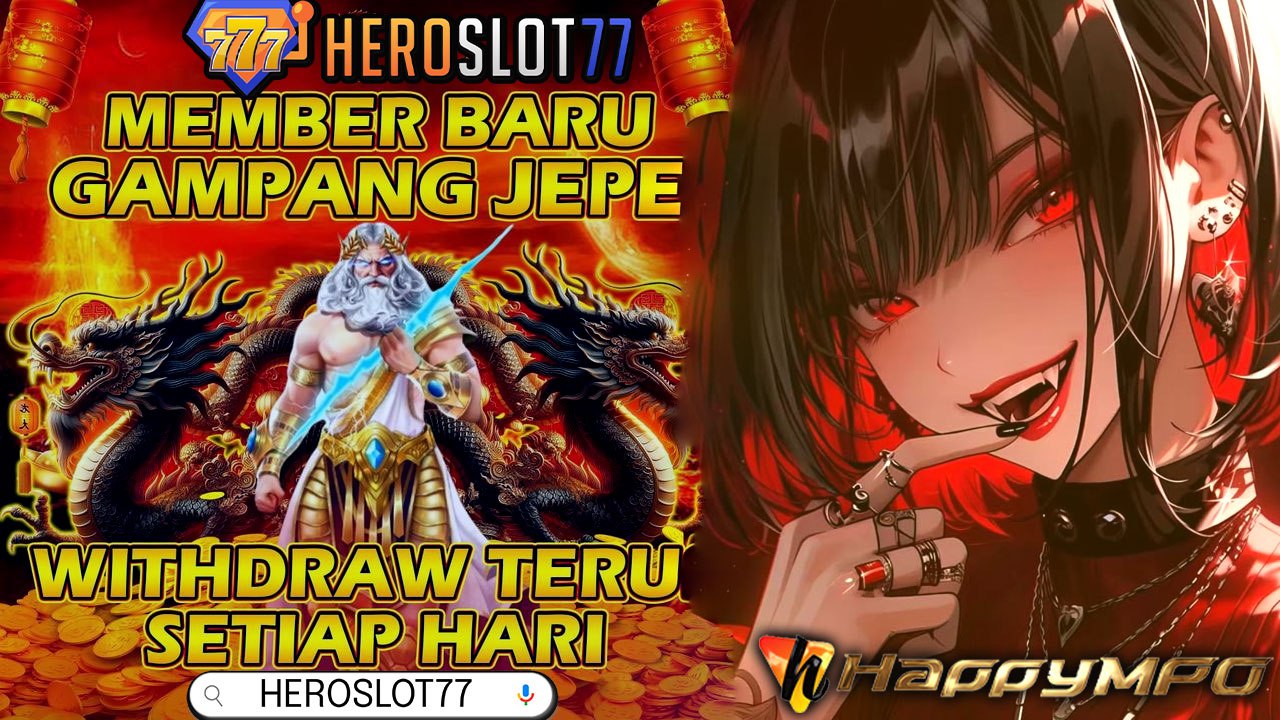 777
HEROSLOT77
MEMBER BARU
GAMPANG JEPE
WITHDRAW TERU
SETIAP HARI
HEROSLOT77
HAPPYMPO